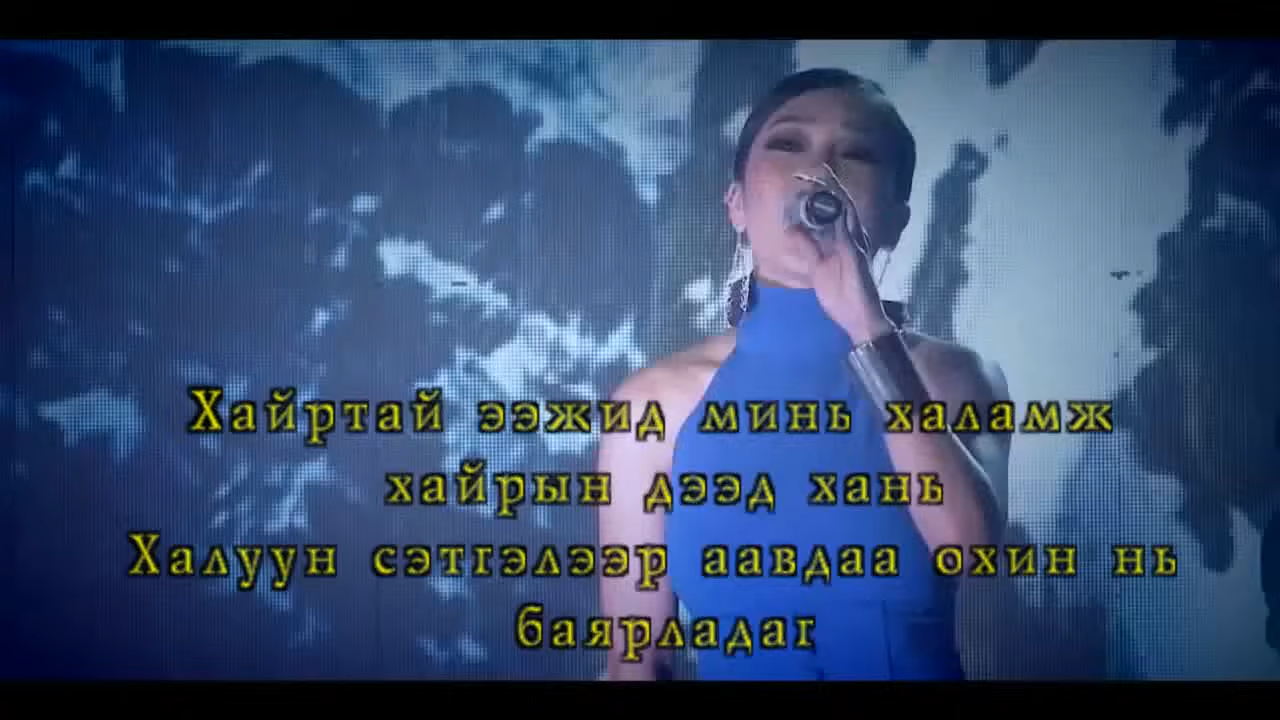 Хайртай ээжид минь халамж
хайрын дээд хань
Халуун сэтгэлээр аавдаа охин нь
баярладаг